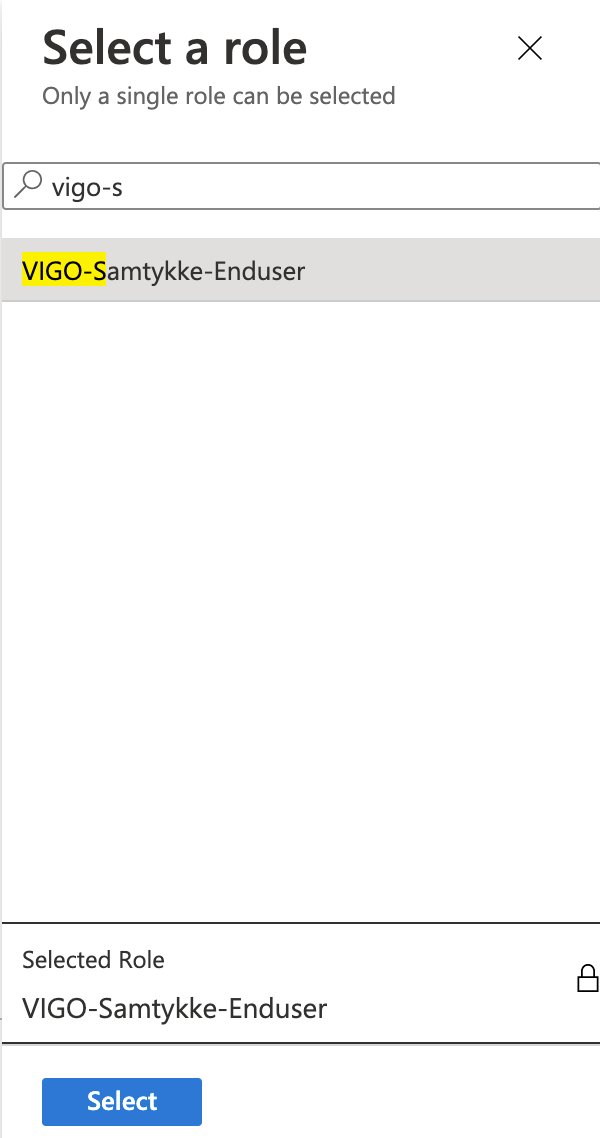 Select a role
Only a single role can be selected
vigo-s
VIGO-Samtykke-Enduser
Selected Role
VIGO-Samtykke-Enduser
Select